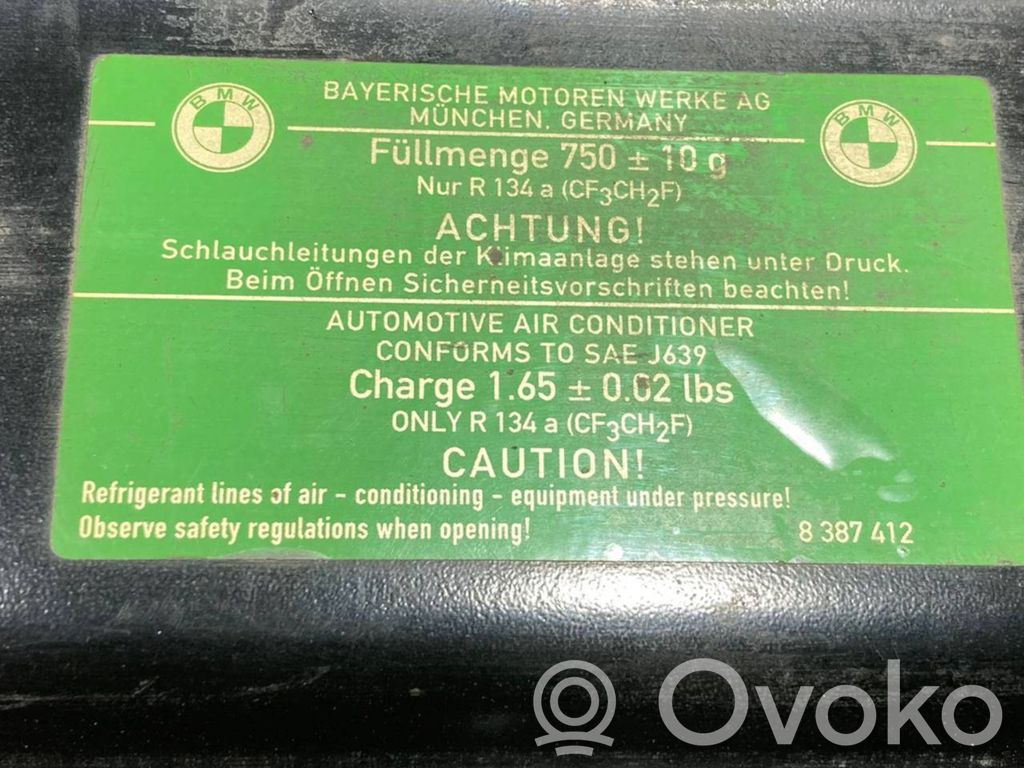 BMW
BMW
BAYERISCHE MOTOREN WERKE AG
MÜNCHEN, GERMANY
Füllmenge 750 ± 10 g
Nur R 134 a (CF3CH2F)
ACHTUNG!
Schlauchleitungen der Klimaanlage stehen unter Druck.
Beim Öffnen Sicherheitsvorschriften beachten!
AUTOMOTIVE AIR CONDITIONER
CONFORMS TO SAE J639
Charge 1.65 ± 0.02 lbs
ONLY R 134 a (CF3CH2F)
CAUTION!
Refrigerant lines of air - conditioning - equipment under pressure!
Observe safety regulations when opening!
8 387 412
Ovoko